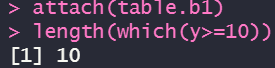 > attach(table.b1)
> length(which(y>=10))
[1] 10